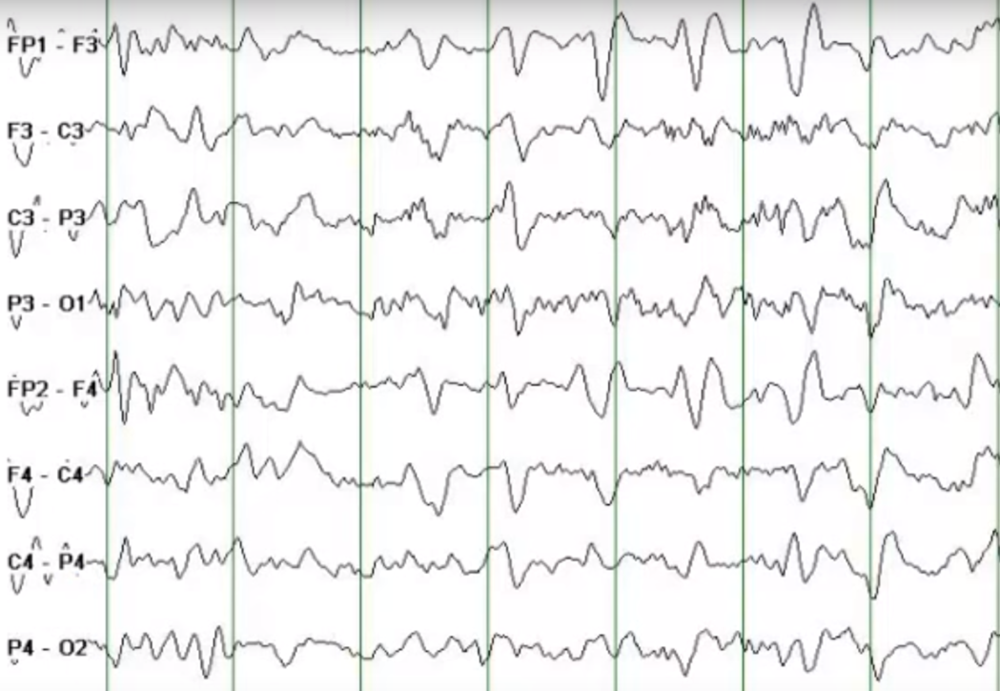 FP1 - F3
F3 - C3
C3 - P3
P3 - O1
FP2 - F4
F4 - C4
C4 - P4
P4 - O2